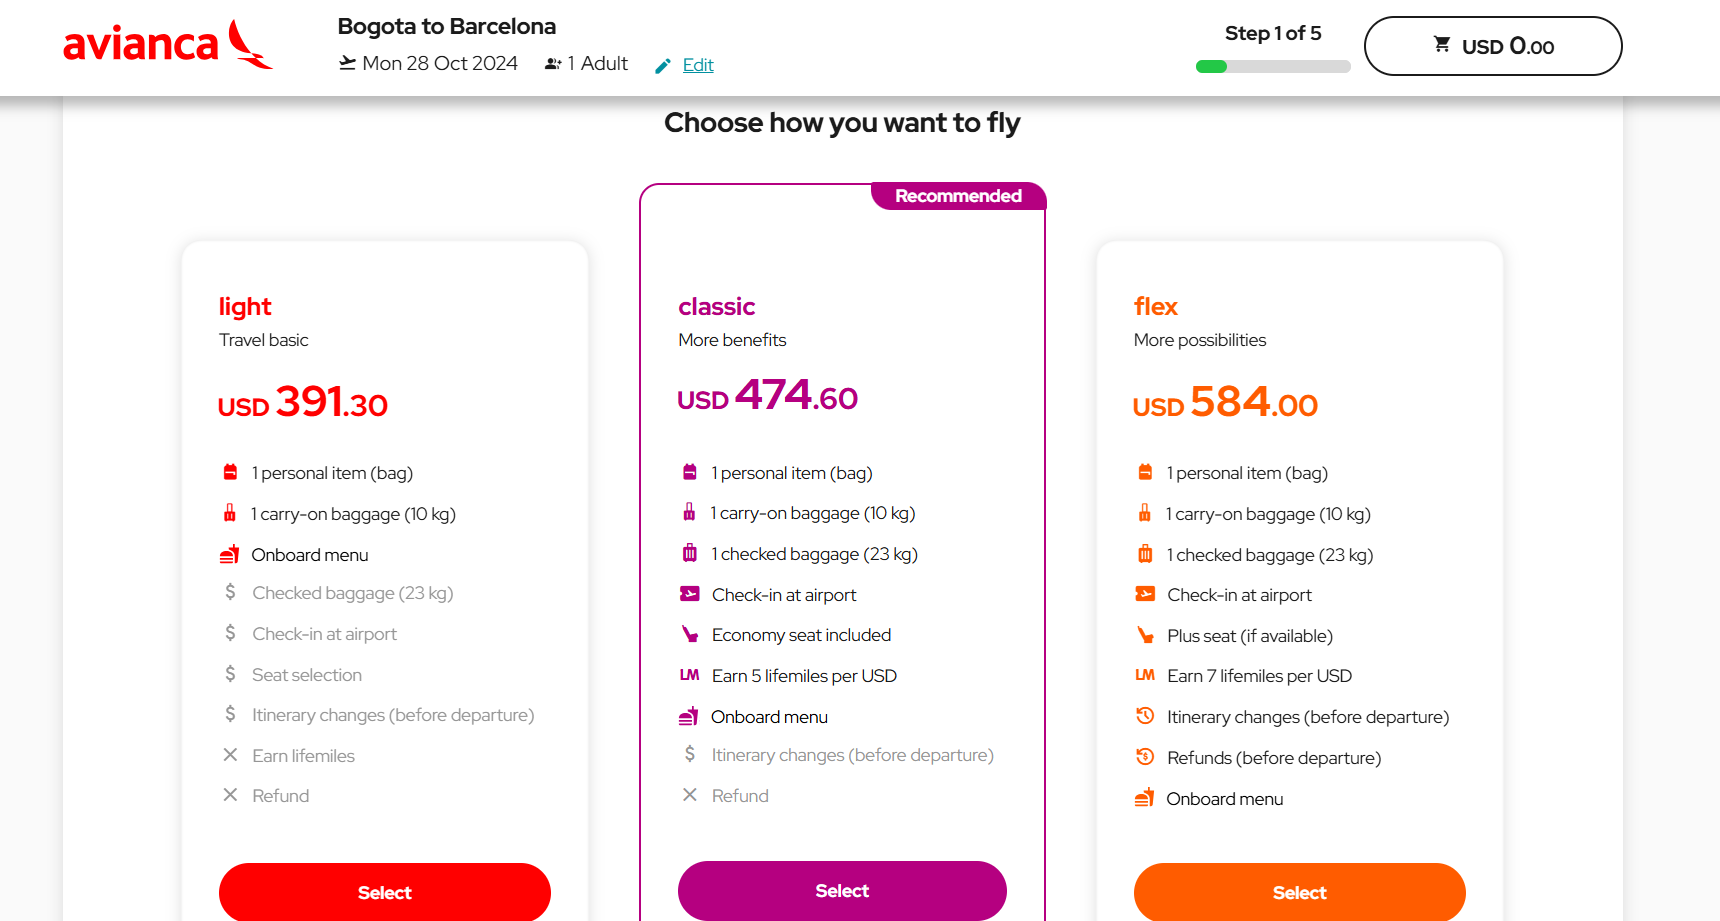 avianca
Bogota to Barcelona
Mon 28 Oct 2024 1 Adult Edit
Step 1 of 5
USD 0.00
Choose how you want to fly
light
Travel basic
USD 391.30
1 personal item (bag)
1 carry-on baggage (10 kg)
Onboard menu
$ Checked baggage (23 kg)
$ Check-in at airport
$ Seat selection
$ Itinerary changes (before departure)
Earn lifemiles
Refund
Select
Recommended
classic
More benefits
USD 474.60
1 personal item (bag)
1 carry-on baggage (10 kg)
1 checked baggage (23 kg)
Check-in at airport
Economy seat included
LM Earn 5 lifemiles per USD
Onboard menu
$ Itinerary changes (before departure)
Refund
Select
flex
More possibilities
USD 584.00
1 personal item (bag)
1 carry-on baggage (10 kg)
1 checked baggage (23 kg)
Check-in at airport
Plus seat (if available)
LM Earn 7 lifemiles per USD
Itinerary changes (before departure)
Refunds (before departure)
Onboard menu
Select